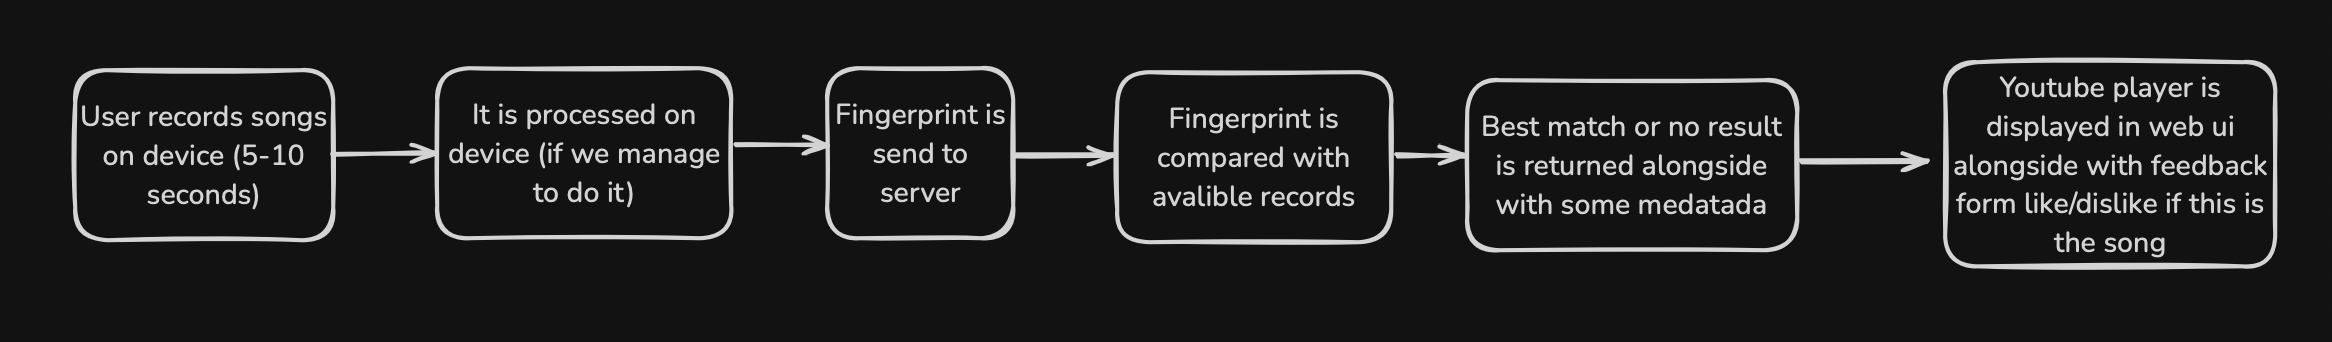 User records songs
on device (5-10
seconds)
It is processed on
device (if we manage
to do it)
Fingerprint is
send to
server
Fingerprint is
compared with
avalible records
Best match or no result
is returned alongside
with some medatada
Youtube player is
displayed in web ui
alongside with feedback
form like/dislike if this is
the song